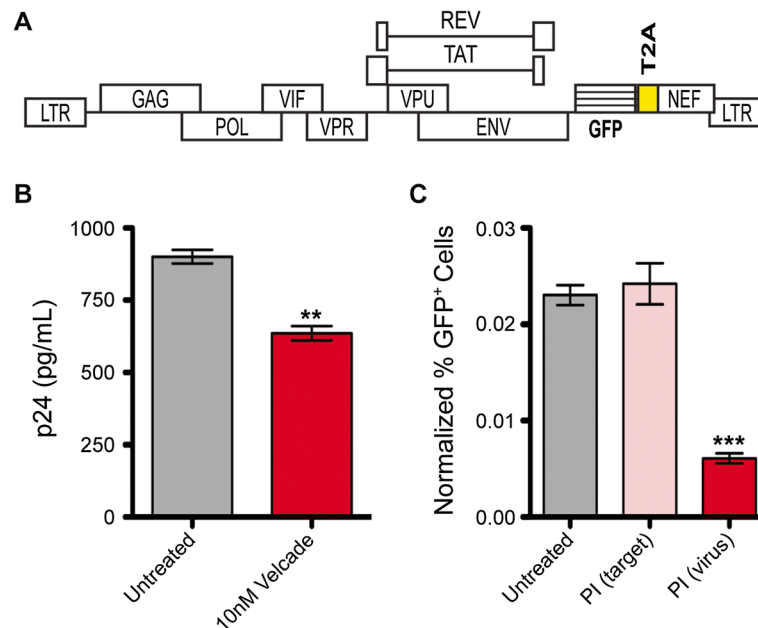 A
REV
TAT
T2A
GAG
VIF
VPU
NEF
LTR
POL
VPR
ENV
GFP
LTR
B
p24 (pg/mL)
1000
750
500
250
0
**
Untreated
10nM Velcade
C
Normalized % GFP+ Cells
0.03
0.02
0.01
0.00
***
Untreated
PI (target)
PI (virus)